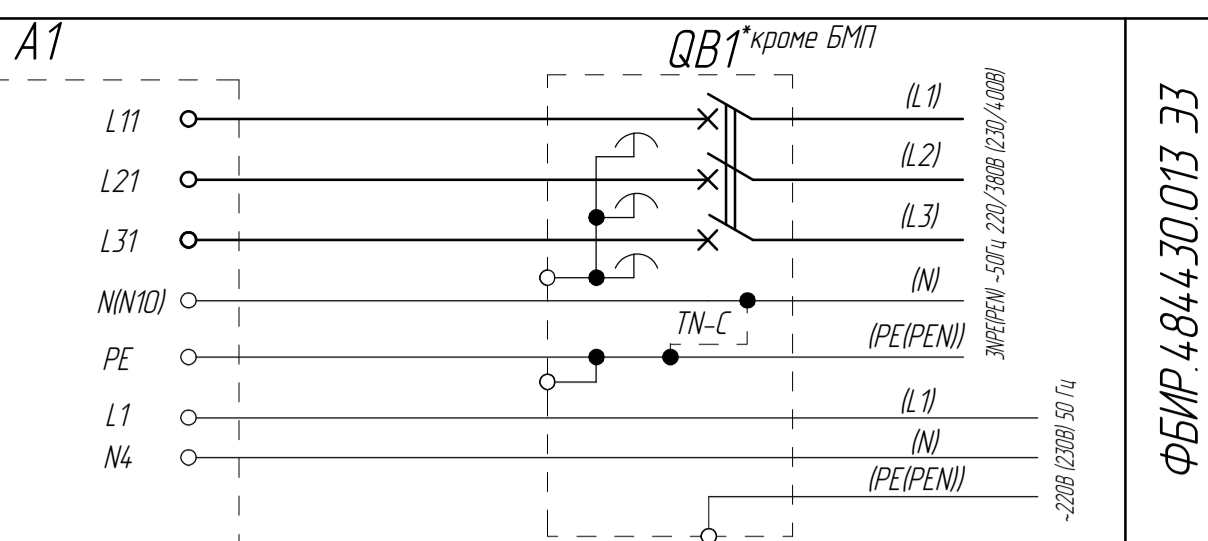 A1
QB1*кроме БМП
L11
(L1)
L21
(L2)
L31
(L3)
N(N10)
(N)
TN-C
PE
(PE(PEN))
L1
(L1)
N4
(N)
(PE(PEN))
3NPE(PEN) ~50Гц 220/380В (230/400В)
~220В (230В) 50 Гц
ФБИР.484430.013 ЭЗ